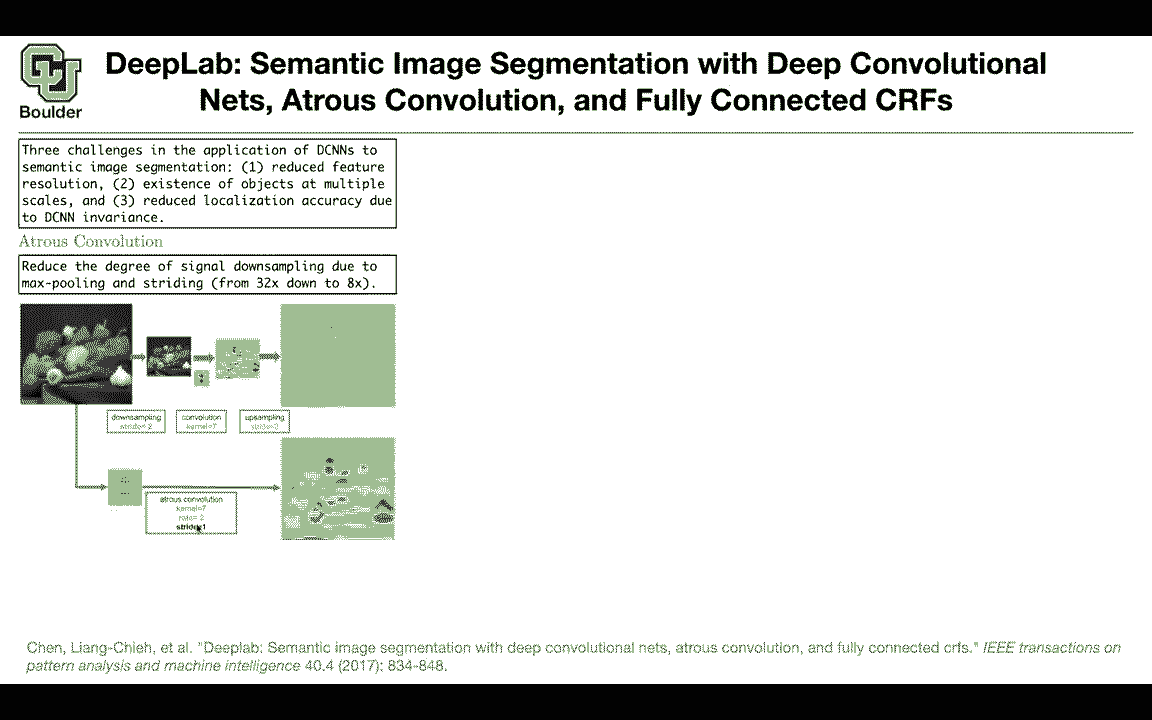 DeepLab: Semantic Image Segmentation with Deep Convolutional
Nets, Atrous Convolution, and Fully Connected CRFs
CU
Boulder
Three challenges in the application of DCNNs to
semantic image segmentation: (1) reduced feature
resolution, (2) existence of objects at multiple
scales, and (3) reduced localization accuracy due
to DCNN invariance.
Atrous Convolution
Reduce the degree of signal downsampling due to
max-pooling and striding (from 32x down to 8x).
downsampling
stride=2
convolution
kernel=7
upsampling
stride=2
atrous convolution
kernel=7
rate=2
stride=1
Chen, Liang-Chieh, et al. "Deeplab: Semantic image segmentation with deep convolutional nets, atrous convolution, and fully connected crfs." IEEE transactions on
pattern analysis and machine intelligence 40.4 (2017): 834-848.